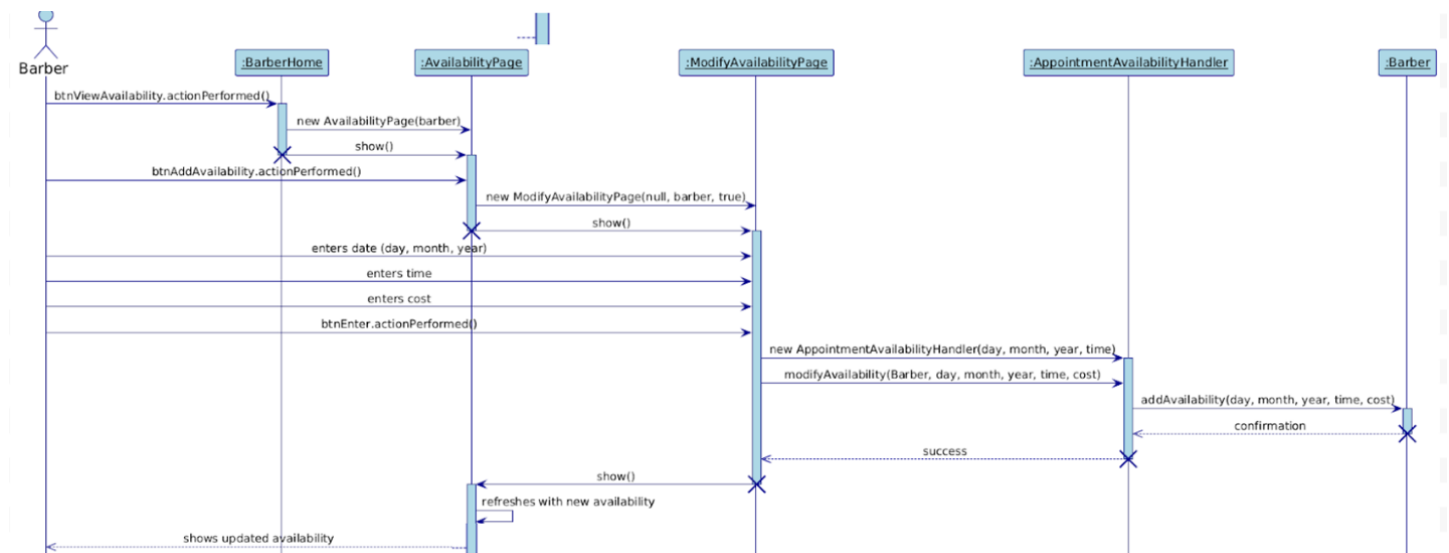 Barber
:BarberHome
:AvailabilityPage
:ModifyAvailabilityPage
:AppointmentAvailabilityHandler
:Barber
btnViewAvailability.actionPerformed()
new AvailabilityPage(barber)
show()
btnAddAvailability.actionPerformed()
new ModifyAvailabilityPage(null, barber, true)
show()
enters date (day, month, year)
enters time
enters cost
btnEnter.actionPerformed()
new AppointmentAvailabilityHandler(day, month, year, time)
modifyAvailability(Barber, day, month, year, time, cost)
addAvailability(day, month, year, time, cost)
confirmation
success
show()
refreshes with new availability
shows updated availability